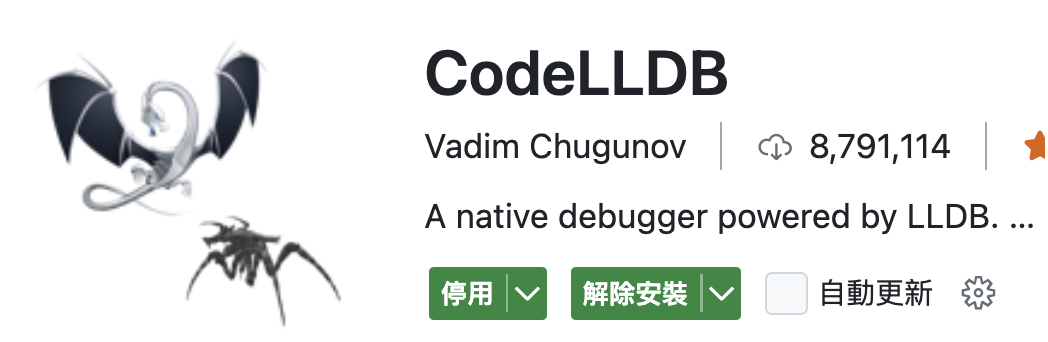 CodeLLDB
Vadim Chugunov 8,791,114
A native debugger powered by LLDB. ...
停用 解除安裝 自動更新